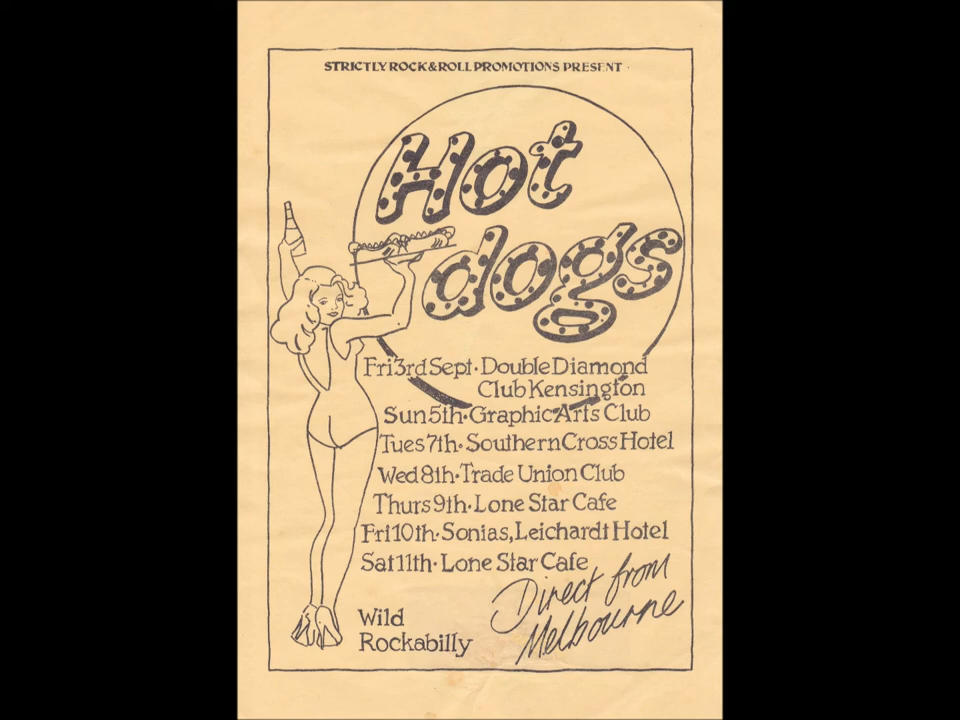 STRICTLY ROCK & ROLL PROMOTIONS PRESENT
Hot
dogs
Fri 3rd Sept · Double Diamond
Club Kensington
Sun 5th · Graphic Arts Club
Tues 7th · Southern Cross Hotel
Wed 8th · Trade Union Club
Thurs 9th · Lone Star Cafe
Fri 10th · Sonias, Leichardt Hotel
Sat 11th · Lone Star Cafe
Direct from
Melbourne
Wild
Rockabilly